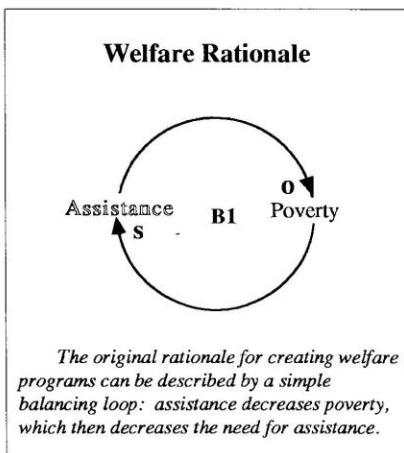 Welfare Rationale
O
Assistance B1 Poverty
S
The original rationale for creating welfare
programs can be described by a simple
balancing loop: assistance decreases poverty,
which then decreases the need for assistance.